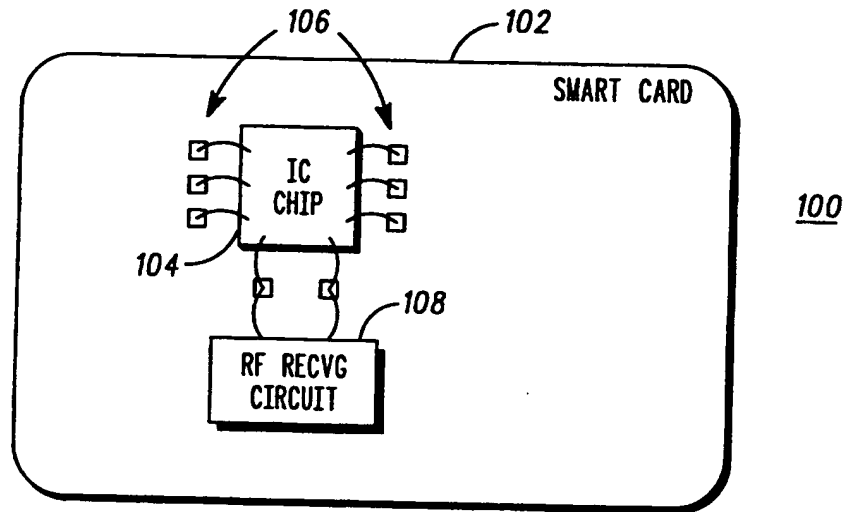 106
102
SMART CARD
IC
CHIP
100
104
108
RF RECVG
CIRCUIT